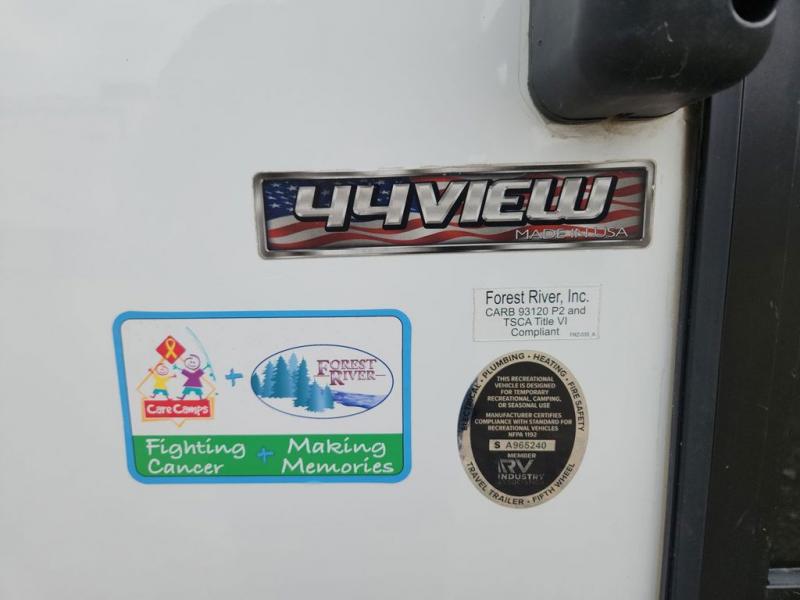 44VIEW
MADE IN USA
Forest River, Inc.
CARB 93120 P2 and
TSCA Title VI
Compliant
Care Camps
+
FOREST
RIVER
Fighting
Cancer
+
Making
Memories
ELECTRICAL · PLUMBING · HEATING · FIRE SAFETY
THIS RECREATIONAL
VEHICLE IS DESIGNED
FOR TEMPORARY
RECREATIONAL, CAMPING,
OR SEASONAL USE
MANUFACTURER CERTIFIES
COMPLIANCE WITH STANDARD FOR
RECREATIONAL VEHICLES
NFPA 1192
S A965240
MEMBER
RV
INDUSTRY
TRAVEL TRAILER · FIFTH WHEEL